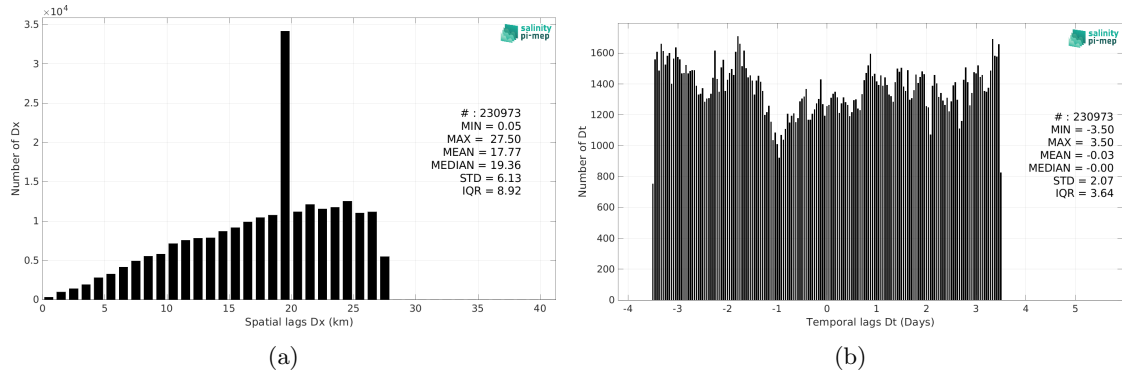 ×10⁴
3.5
3
2.5
2
1.5
1
0.5
0
Number of Dx
0 5 10 15 20 25 30 35 40
Spatial lags Dx (km)
salinity
pi-mep
# : 230973
MIN = 0.05
MAX = 27.50
MEAN = 17.77
MEDIAN = 19.36
STD = 6.13
IQR = 8.92
(a)
1600
1400
1200
1000
800
600
400
200
0
Number of Dt
-4 -3 -2 -1 0 1 2 3 4 5
Temporal lags Dt (Days)
salinity
pi-mep
# : 230973
MIN = -3.50
MAX = 3.50
MEAN = -0.03
MEDIAN = -0.00
STD = 2.07
IQR = 3.64
(b)